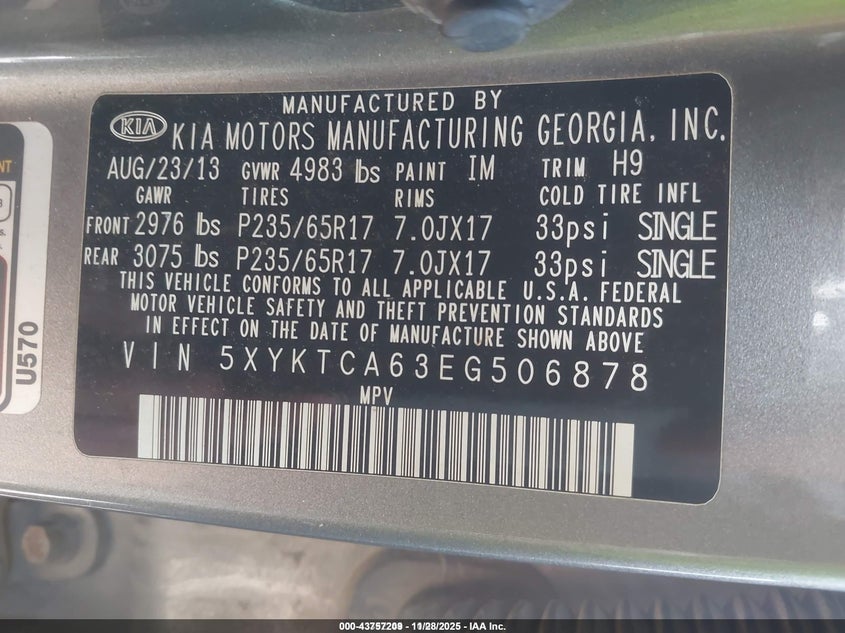 MANUFACTURED BY
KIA KIA MOTORS MANUFACTURING GEORGIA, INC.
AUG/23/13 GVWR 4983 lbs PAINT IM TRIM H9
GAWR TIRES RIMS COLD TIRE INFL
FRONT 2976 lbs P235/65R17 7.0JX17 33psi SINGLE
REAR 3075 lbs P235/65R17 7.0JX17 33psi SINGLE
THIS VEHICLE CONFORMS TO ALL APPLICABLE U.S.A. FEDERAL
MOTOR VEHICLE SAFETY AND THEFT PREVENTION STANDARDS
IN EFFECT ON THE DATE OF MANUFACTURE SHOWN ABOVE
VIN 5XYKTCA63EG506878
MPV
U570
11/28/2025 - IAA Inc.